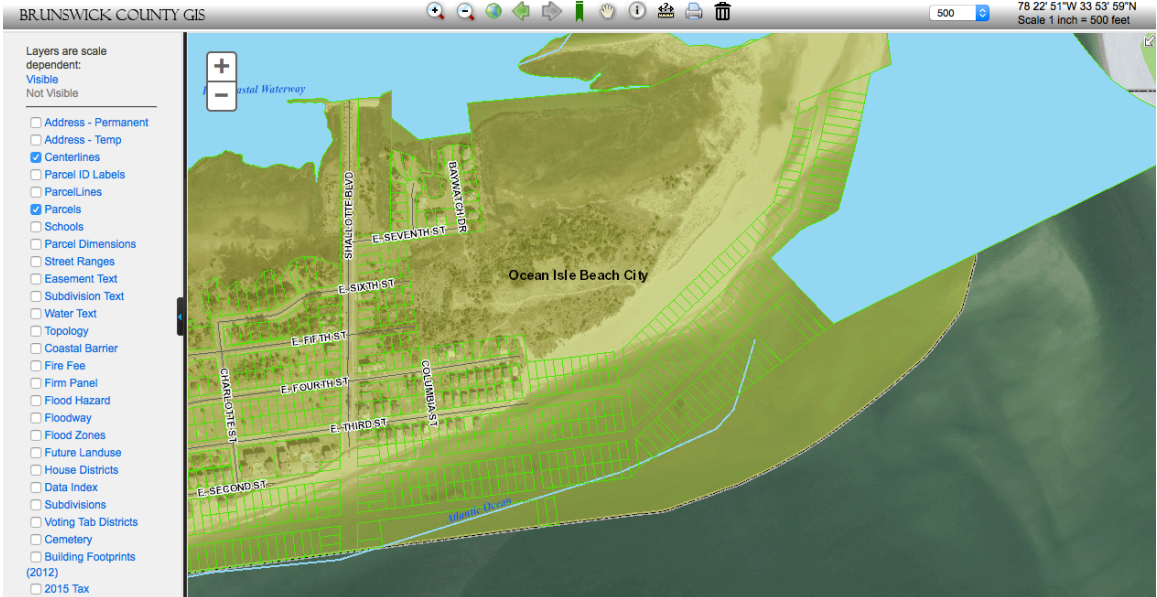 BRUNSWICK COUNTY GIS
500
78 22' 51"W 33 53' 59"N
Scale 1 inch = 500 feet
Layers are scale
dependent:
Visible
Not Visible
Address - Permanent
Address - Temp
Centerlines
Parcel ID Labels
ParcelLines
Parcels
Schools
Parcel Dimensions
Street Ranges
Easement Text
Subdivision Text
Water Text
Topology
Coastal Barrier
Fire Fee
Firm Panel
Flood Hazard
Floodway
Flood Zones
Future Landuse
House Districts
Data Index
Subdivisions
Voting Tab Districts
Cemetery
Building Footprints
(2012)
2015 Tax
+
−
Waterway
SHALLOTTE BLVD
BAYWATCH DR
E. SEVENTH ST
Ocean Isle Beach City
E. SIXTH ST
E. FIFTH ST
E. FOURTH ST
CHARLOTTE ST
COLUMBIA ST
E. THIRD ST
E. SECOND ST
Atlantic Ocean